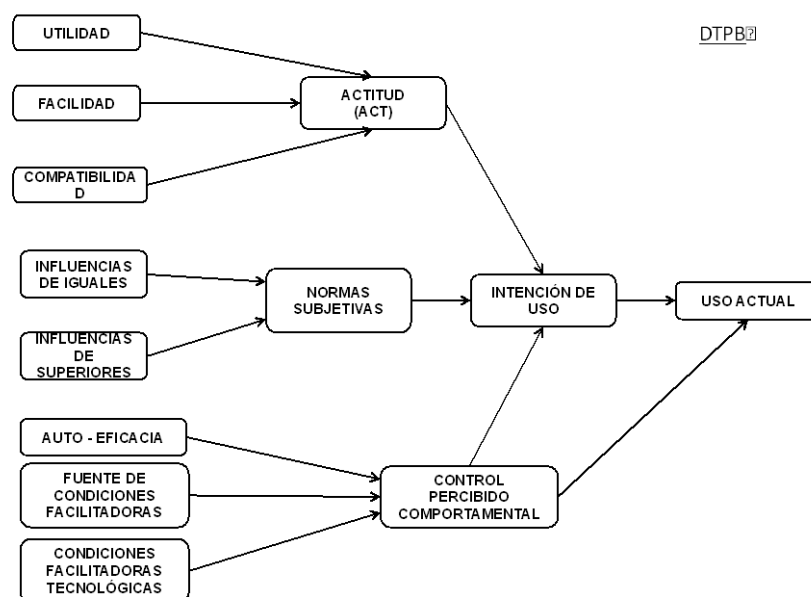 UTILIDAD
DTPB
FACILIDAD
ACTITUD
(ACT)
COMPATIBILIDA
D
INFLUENCIAS
DE IGUALES
NORMAS
SUBJETIVAS
INTENCIÓN DE
USO
USO ACTUAL
INFLUENCIAS
DE
SUPERIORES
AUTO - EFICACIA
FUENTE DE
CONDICIONES
FACILITADORAS
CONTROL
PERCIBIDO
COMPORTAMENTAL
CONDICIONES
FACILITADORAS
TECNOLÓGICAS